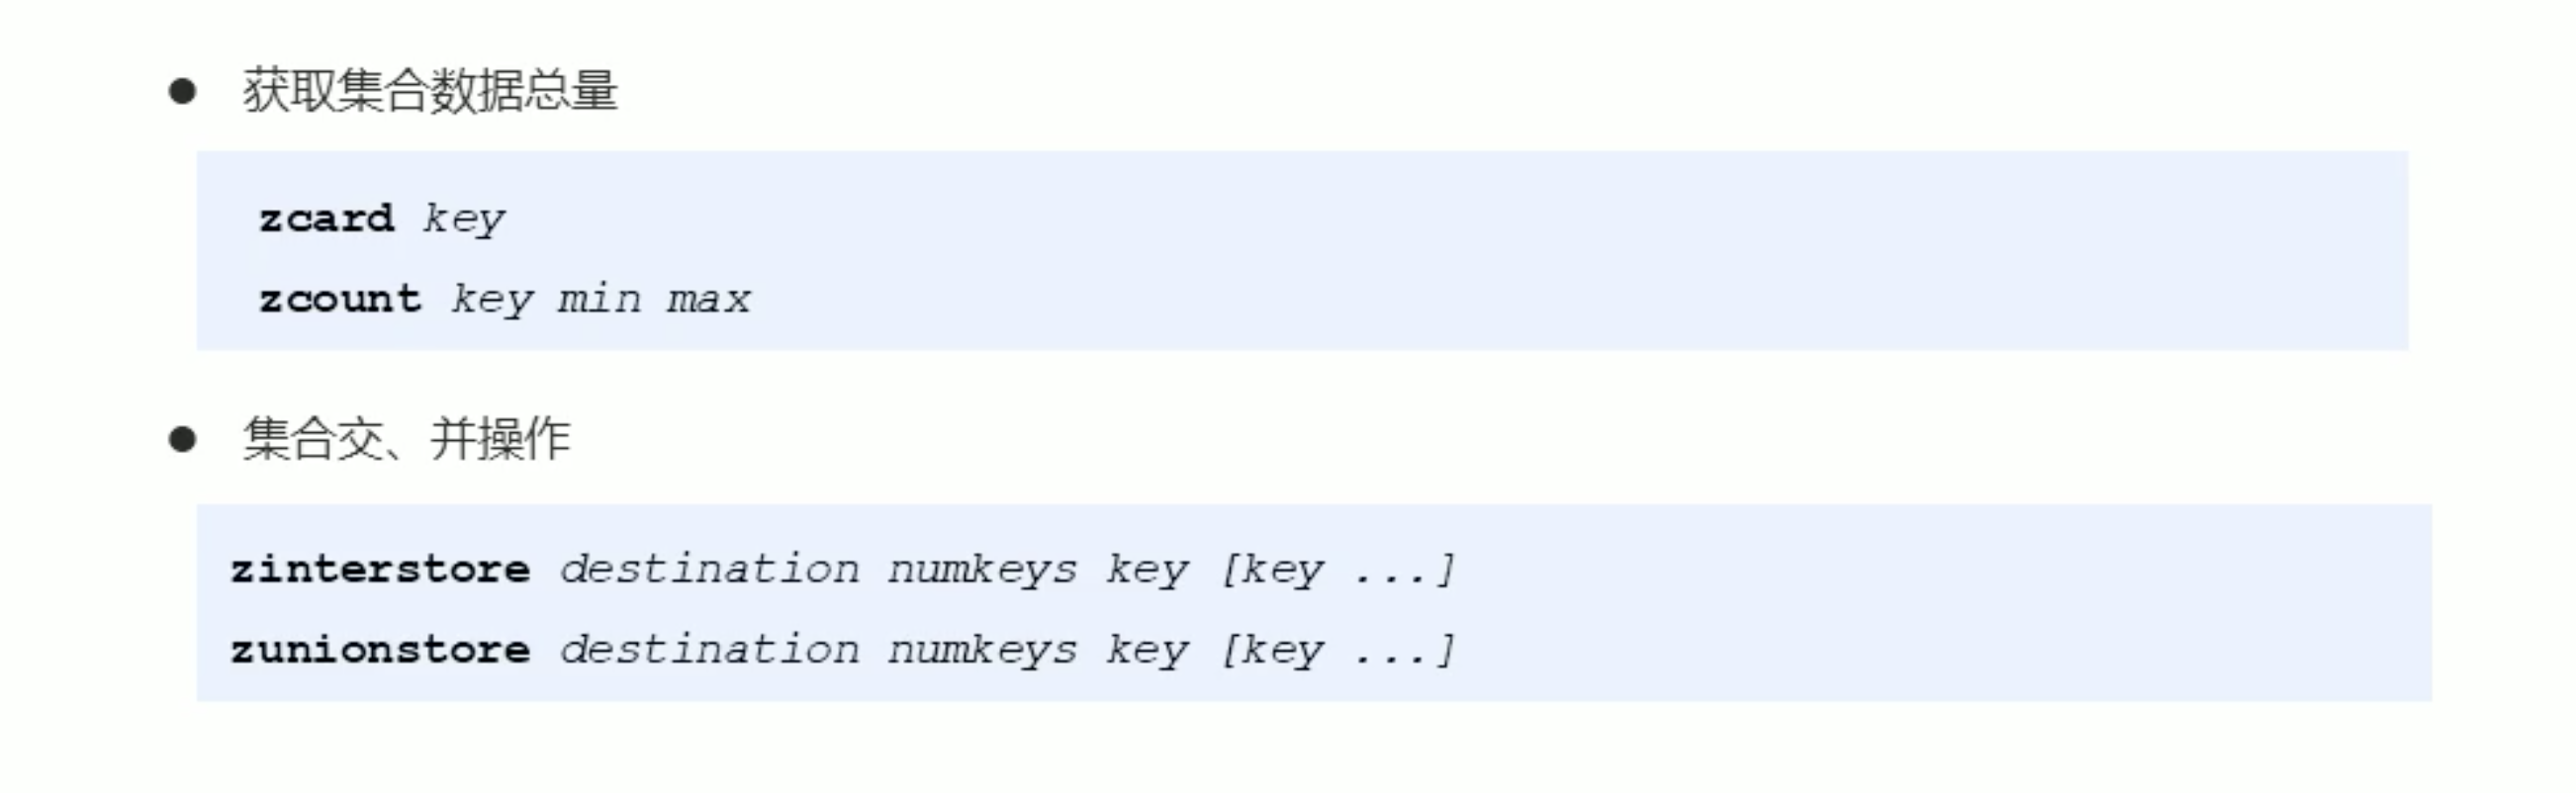 ● 获取集合数据总量
zcard key
zcount key min max
● 集合交、并操作
zinterstore destination numkeys key [key ...]
zunionstore destination numkeys key [key ...]